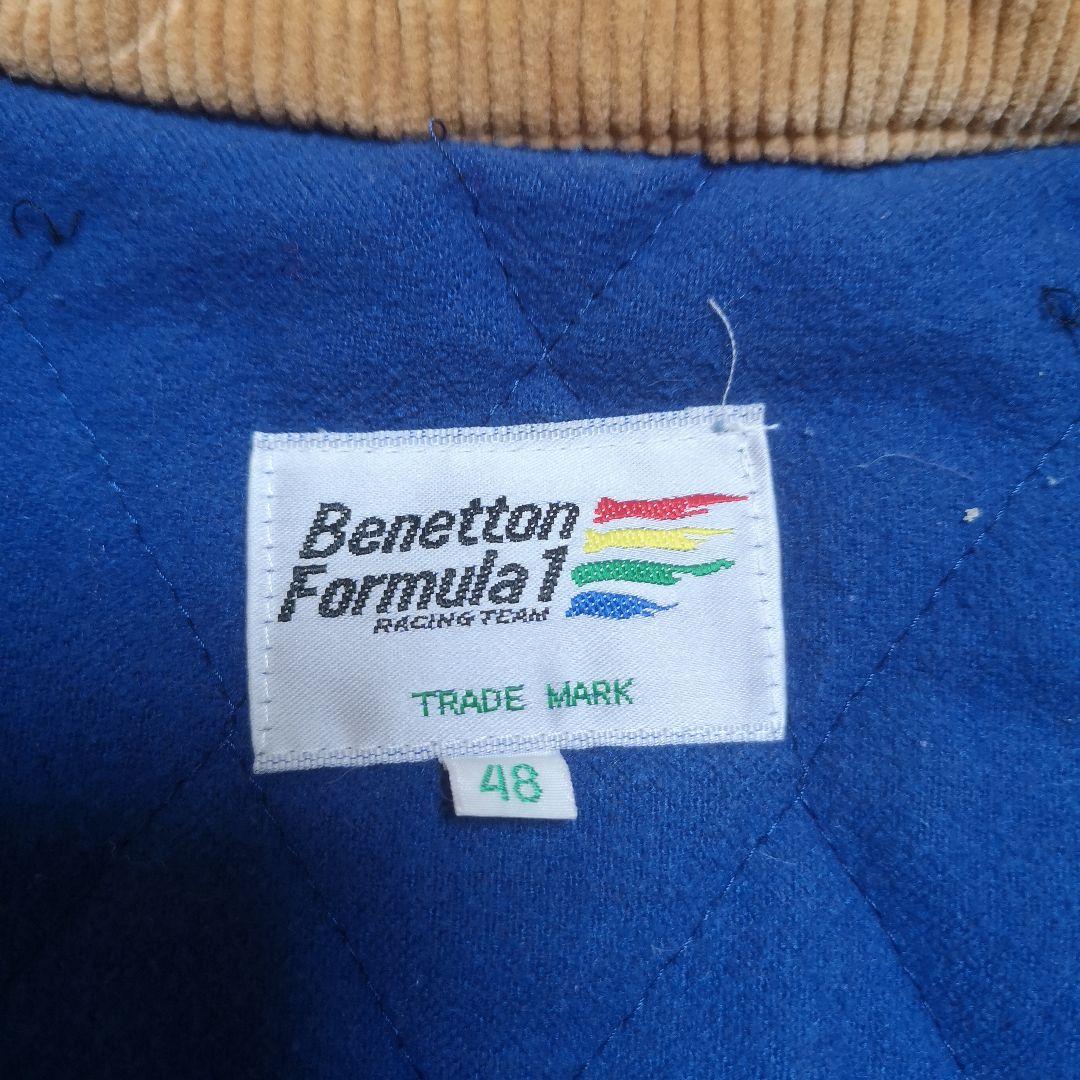 Benetton
Formula 1
RACING TEAM
TRADE MARK
48